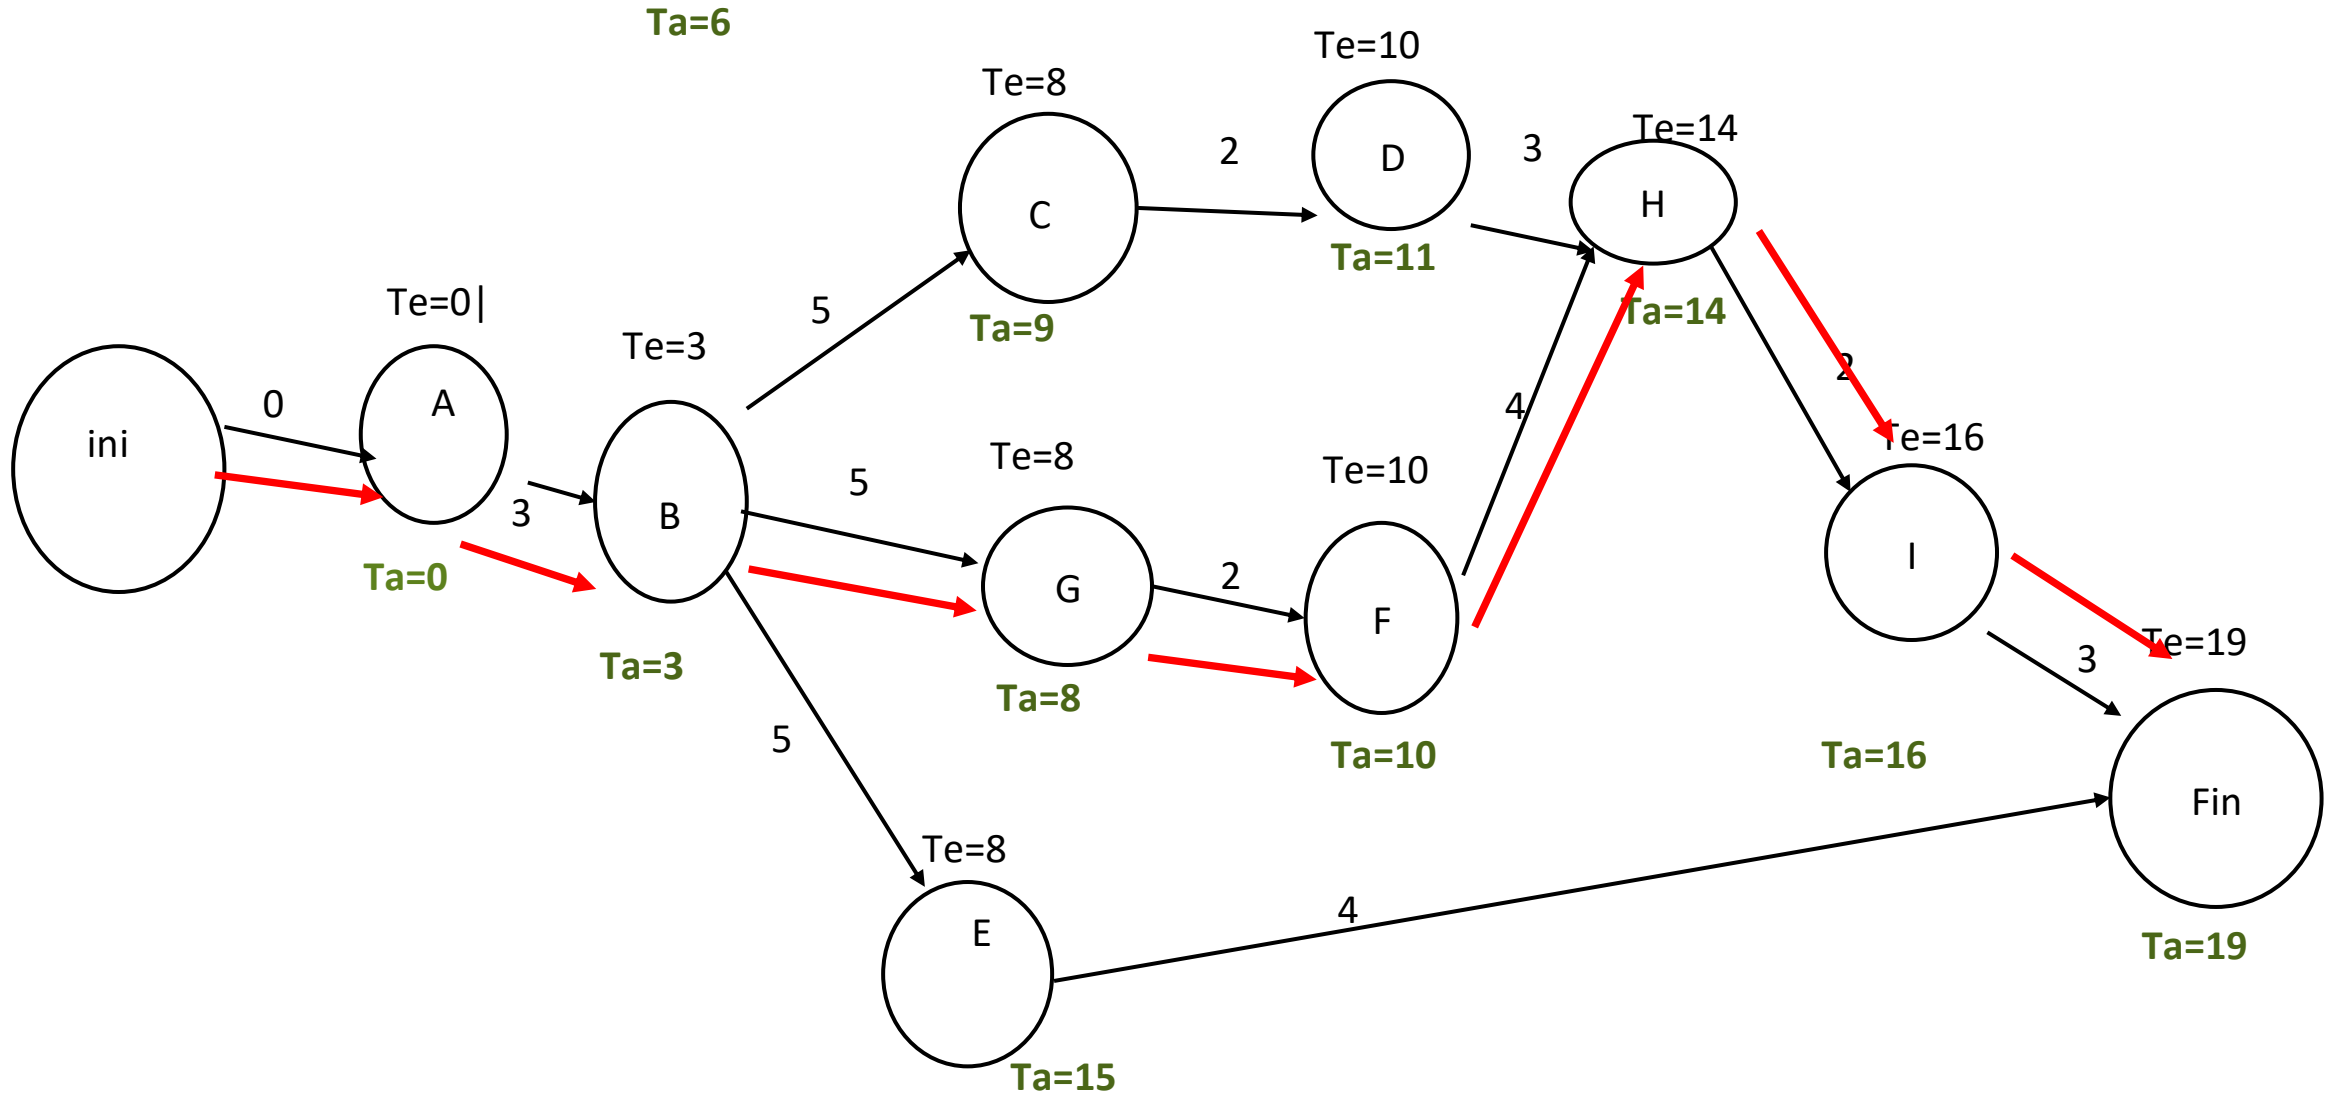 Ta=6
Te=10
Te=8
Te=14
2
D
3
C
H
Ta=11
Te=0|
5
Ta=9
Ta=14
Te=3
2
0
A
4
ini
Te=8
Te=10
Te=16
5
3
B
I
Ta=0
G
2
F
Te=19
Ta=3
3
Ta=8
5
Ta=10
Ta=16
Fin
Te=8
4
E
Ta=19
Ta=15